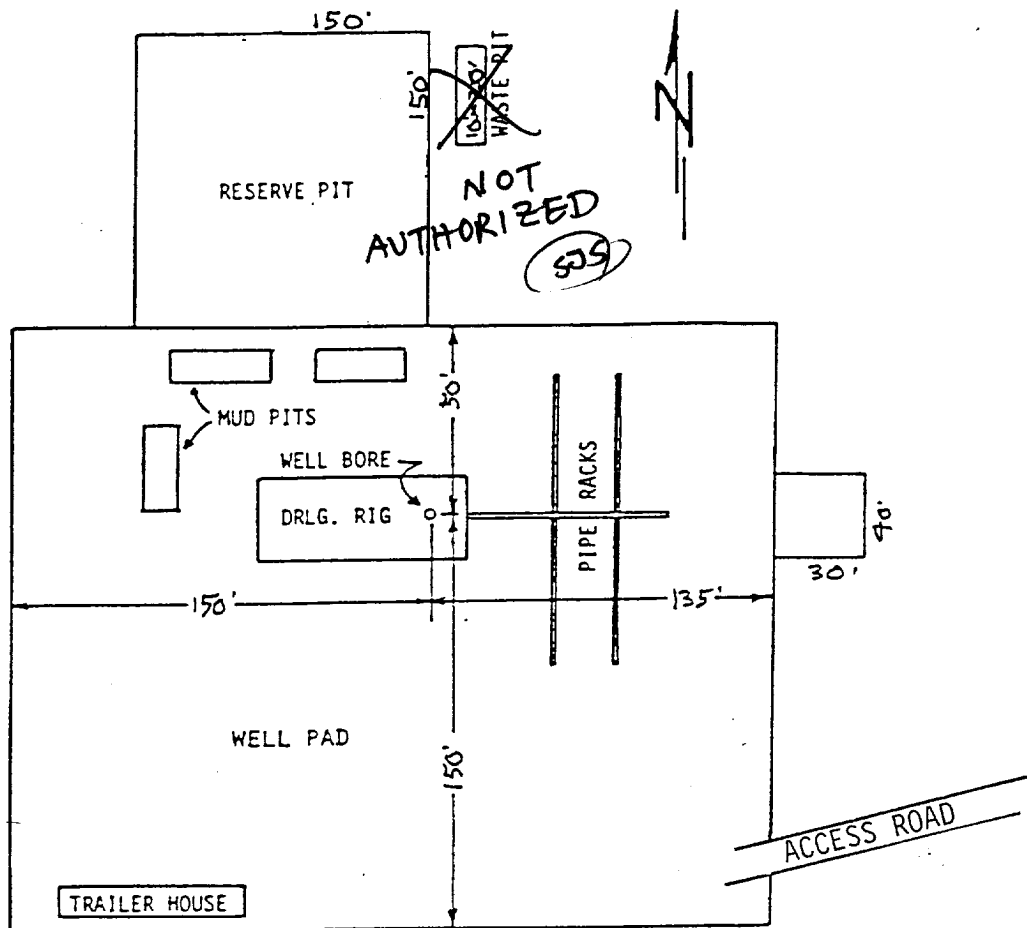 150'
150'
10'x20'
WASTE PIT
N
RESERVE PIT
NOT
AUTHORIZED
SJS
50'
MUD PITS
WELL BORE
DRLG. RIG
PIPE RACKS
40'
30'
150'
135'
WELL PAD
150'
ACCESS ROAD
TRAILER HOUSE